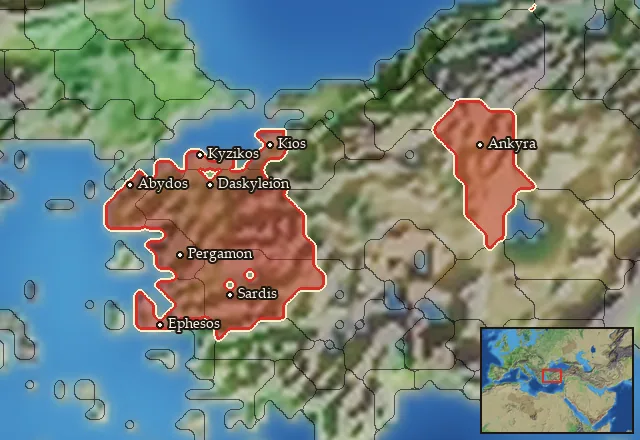 Kios
Ankyra
Kyzikos
Abydos
Daskyleion
Pergamon
Sardis
Ephesos